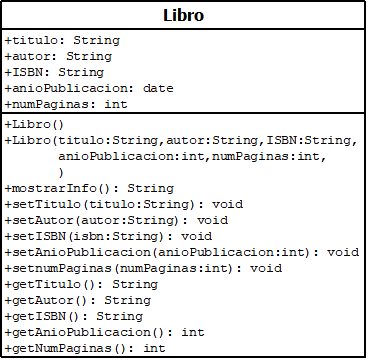 Libro
+titulo: String
+autor: String
+ISBN: String
+anioPublicacion: date
+numPaginas: int
+Libro()
+Libro(titulo:String,autor:String,ISBN:String,
anioPublicacion:int,numPaginas:int,
)
+mostrarInfo(): String
+setTitulo(titulo:String): void
+setAutor(autor:String): void
+setISBN(isbn:String): void
+setAnioPublicacion(anioPublicacion:int): void
+setnumPaginas(numPaginas:int): void
+getTitulo(): String
+getAutor(): String
+getISBN(): String
+getAnioPublicacion(): int
+getNumPaginas(): int